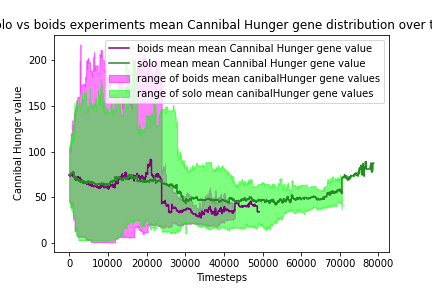 olo vs boids experiments mean Cannibal Hunger gene distribution over t
boids mean mean Cannibal Hunger gene value
solo mean mean Cannibal Hunger gene value
range of boids mean canibalHunger gene values
range of solo mean canibalHunger gene values
Cannibal Hunger value
200
150
100
50
0
0 10000 20000 30000 40000 50000 60000 70000 80000
Timesteps